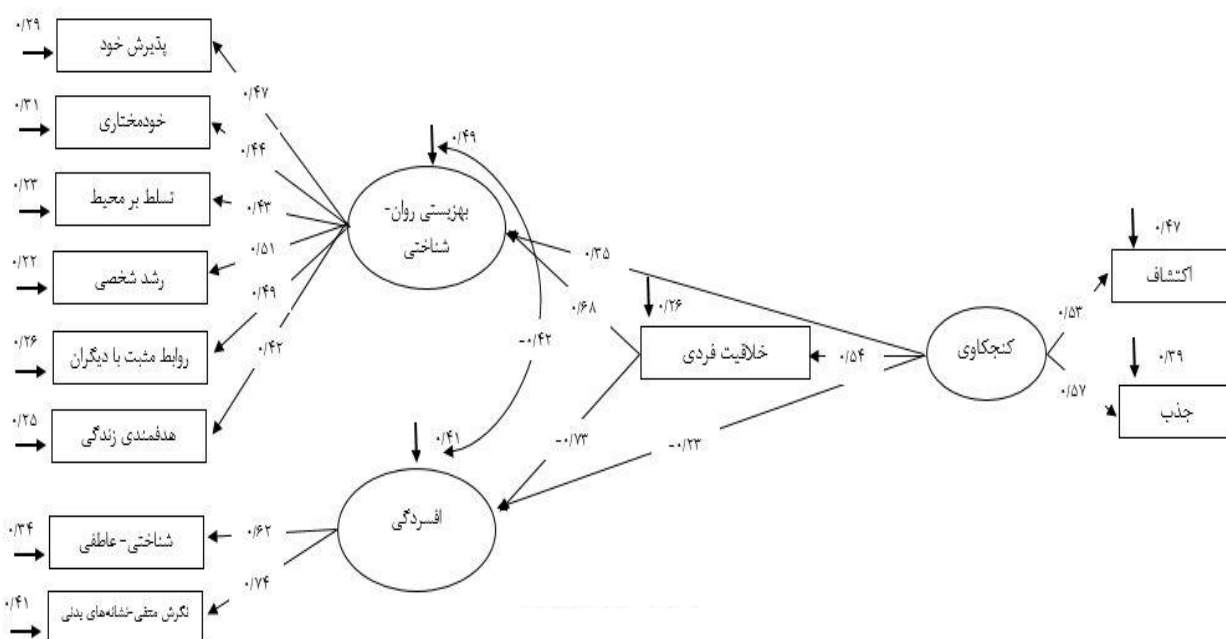 ۰/۲۹
پذیرش خود
۰/۴۷
۰/۳۱
خودمختاری
۰/۴۴
۰/۲۳
تسلط بر محیط
۰/۴۳
۰/۲۲
رشد شخصی
۰/۵۱
۰/۲۶
روابط مثبت با دیگران
۰/۴۹
۰/۲۵
هدفمندی زندگی
۰/۴۲
۰/۴۹
بهزیستی روان-
شناختی
-۰/۴۲
۰/۳۵
۰/۶۸
۰/۲۶
خلاقیت فردی
۰/۵۴
کنجکاوی
۰/۴۷
اکتشاف
۰/۵۳
۰/۳۹
جذب
۰/۵۷
-۰/۷۳
-۰/۲۳
۰/۴۱
افسردگی
۰/۳۴
شناختی- عاطفی
۰/۶۲
۰/۴۱
نگرش منفی-نشانه‌های بدنی
۰/۷۴